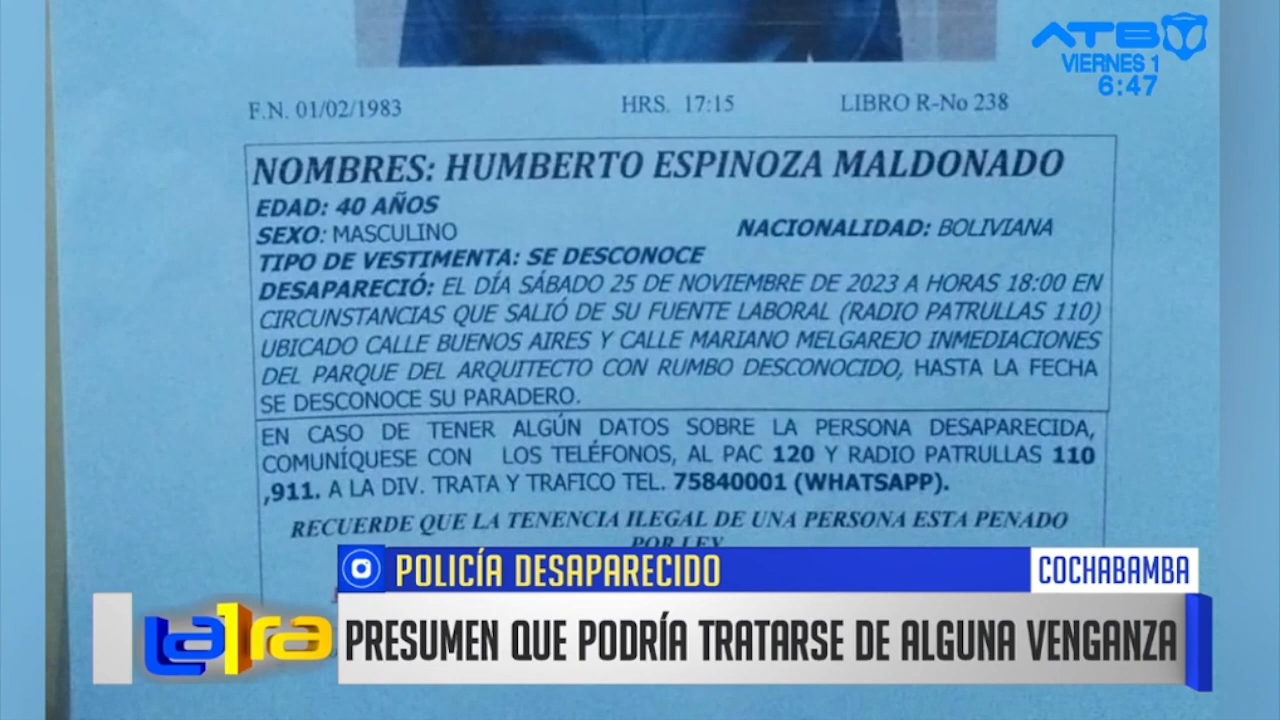 ATB
VIERNES 1
6:47
F.N. 01/02/1983 HRS. 17:15 LIBRO R-No 238
NOMBRES: HUMBERTO ESPINOZA MALDONADO
EDAD: 40 AÑOS
SEXO: MASCULINO NACIONALIDAD: BOLIVIANA
TIPO DE VESTIMENTA: SE DESCONOCE
DESAPARECIÓ: EL DÍA SÁBADO 25 DE NOVIEMBRE DE 2023 A HORAS 18:00 EN
CIRCUNSTANCIAS QUE SALIÓ DE SU FUENTE LABORAL (RADIO PATRULLAS 110)
UBICADO CALLE BUENOS AIRES Y CALLE MARIANO MELGAREJO INMEDIACIONES
DEL PARQUE DEL ARQUITECTO CON RUMBO DESCONOCIDO, HASTA LA FECHA
SE DESCONOCE SU PARADERO.
EN CASO DE TENER ALGÚN DATOS SOBRE LA PERSONA DESAPARECIDA,
COMUNÍQUESE CON LOS TELÉFONOS, AL PAC 120 Y RADIO PATRULLAS 110
,911. A LA DIV. TRATA Y TRAFICO TEL. 75840001 (WHATSAPP).
RECUERDE QUE LA TENENCIA ILEGAL DE UNA PERSONA ESTA PENADO
POR LEY
POLICÍA DESAPARECIDO
COCHABAMBA
La1ra
PRESUMEN QUE PODRÍA TRATARSE DE ALGUNA VENGANZA